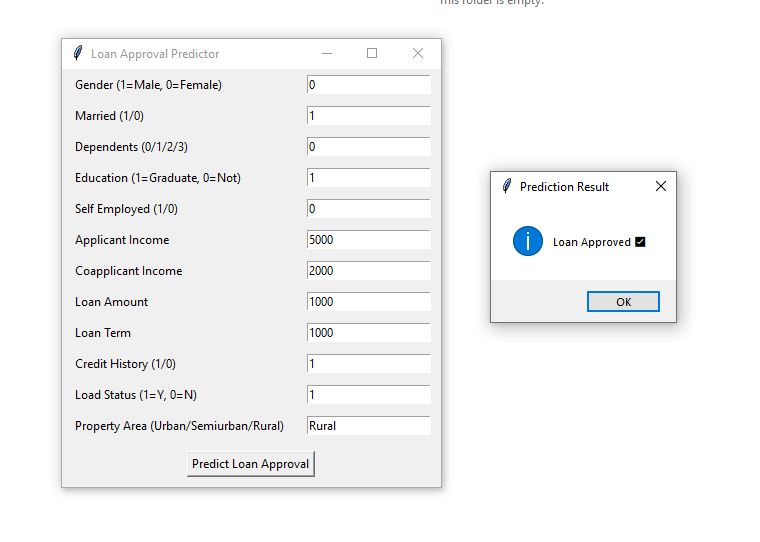 This folder is empty.
Loan Approval Predictor
Gender (1=Male, 0=Female) 0
Married (1/0) 1
Dependents (0/1/2/3) 0
Education (1=Graduate, 0=Not) 1
Self Employed (1/0) 0
Applicant Income 5000
Coapplicant Income 2000
Loan Amount 1000
Loan Term 1000
Credit History (1/0) 1
Load Status (1=Y, 0=N) 1
Property Area (Urban/Semiurban/Rural) Rural
Predict Loan Approval
Prediction Result
Loan Approved ☑
OK